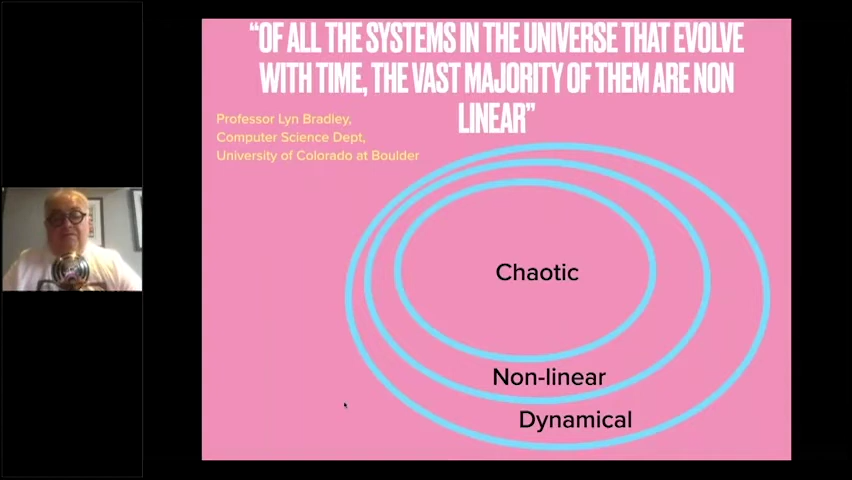 “OF ALL THE SYSTEMS IN THE UNIVERSE THAT EVOLVE
WITH TIME, THE VAST MAJORITY OF THEM ARE NON
LINEAR”
Professor Lyn Bradley,
Computer Science Dept,
University of Colorado at Boulder
Chaotic
Non-linear
Dynamical